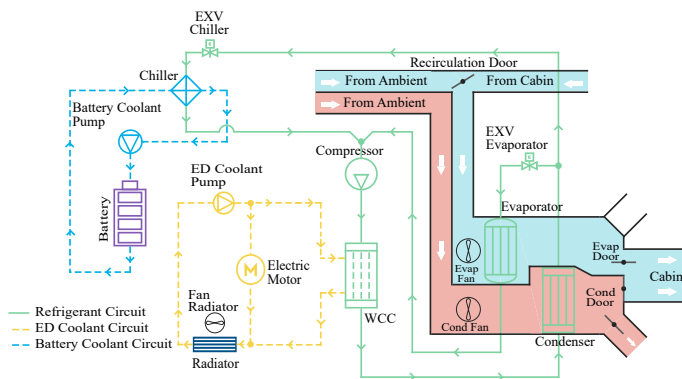 EXV
Chiller
Chiller
Recirculation Door
From Ambient
From Cabin
From Ambient
Battery Coolant
Pump
Compressor
EXV
Evaporator
ED Coolant
Pump
Evaporator
Battery
Evap
Door
Evap
Fan
Electric
Motor
M
Cabin
Cond
Door
Fan
Radiator
Refrigerant Circuit
ED Coolant Circuit
Battery Coolant Circuit
WCC
Cond Fan
Condenser
Radiator